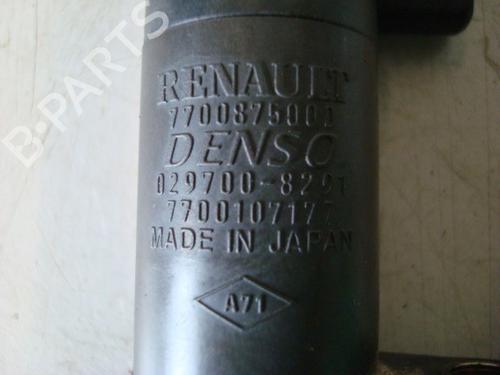 B-PARTS
RENAULT
7700875000
DENSO
029700-8291
7700107177
MADE IN JAPAN
A71